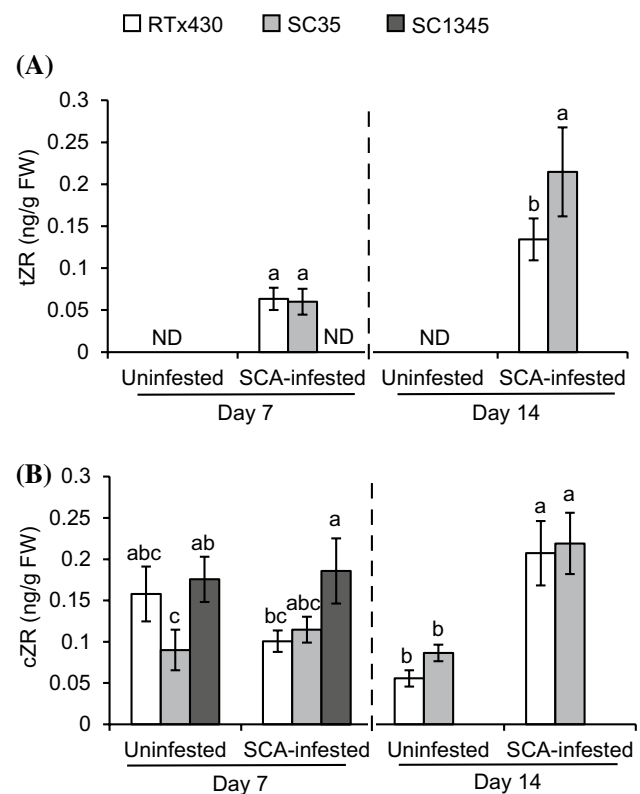 RTx430 SC35 SC1345
(A)
tZR (ng/g FW)
0.3
0.25
0.2
0.15
0.1
0.05
0
ND
a a
ND
ND
b
a
Uninfested SCA-infested Uninfested SCA-infested
Day 7 Day 14
(B)
cZR (ng/g FW)
0.3
0.25
0.2
0.15
0.1
0.05
0
abc
c
ab
bc
abc
a
b
b
a a
Uninfested SCA-infested Uninfested SCA-infested
Day 7 Day 14